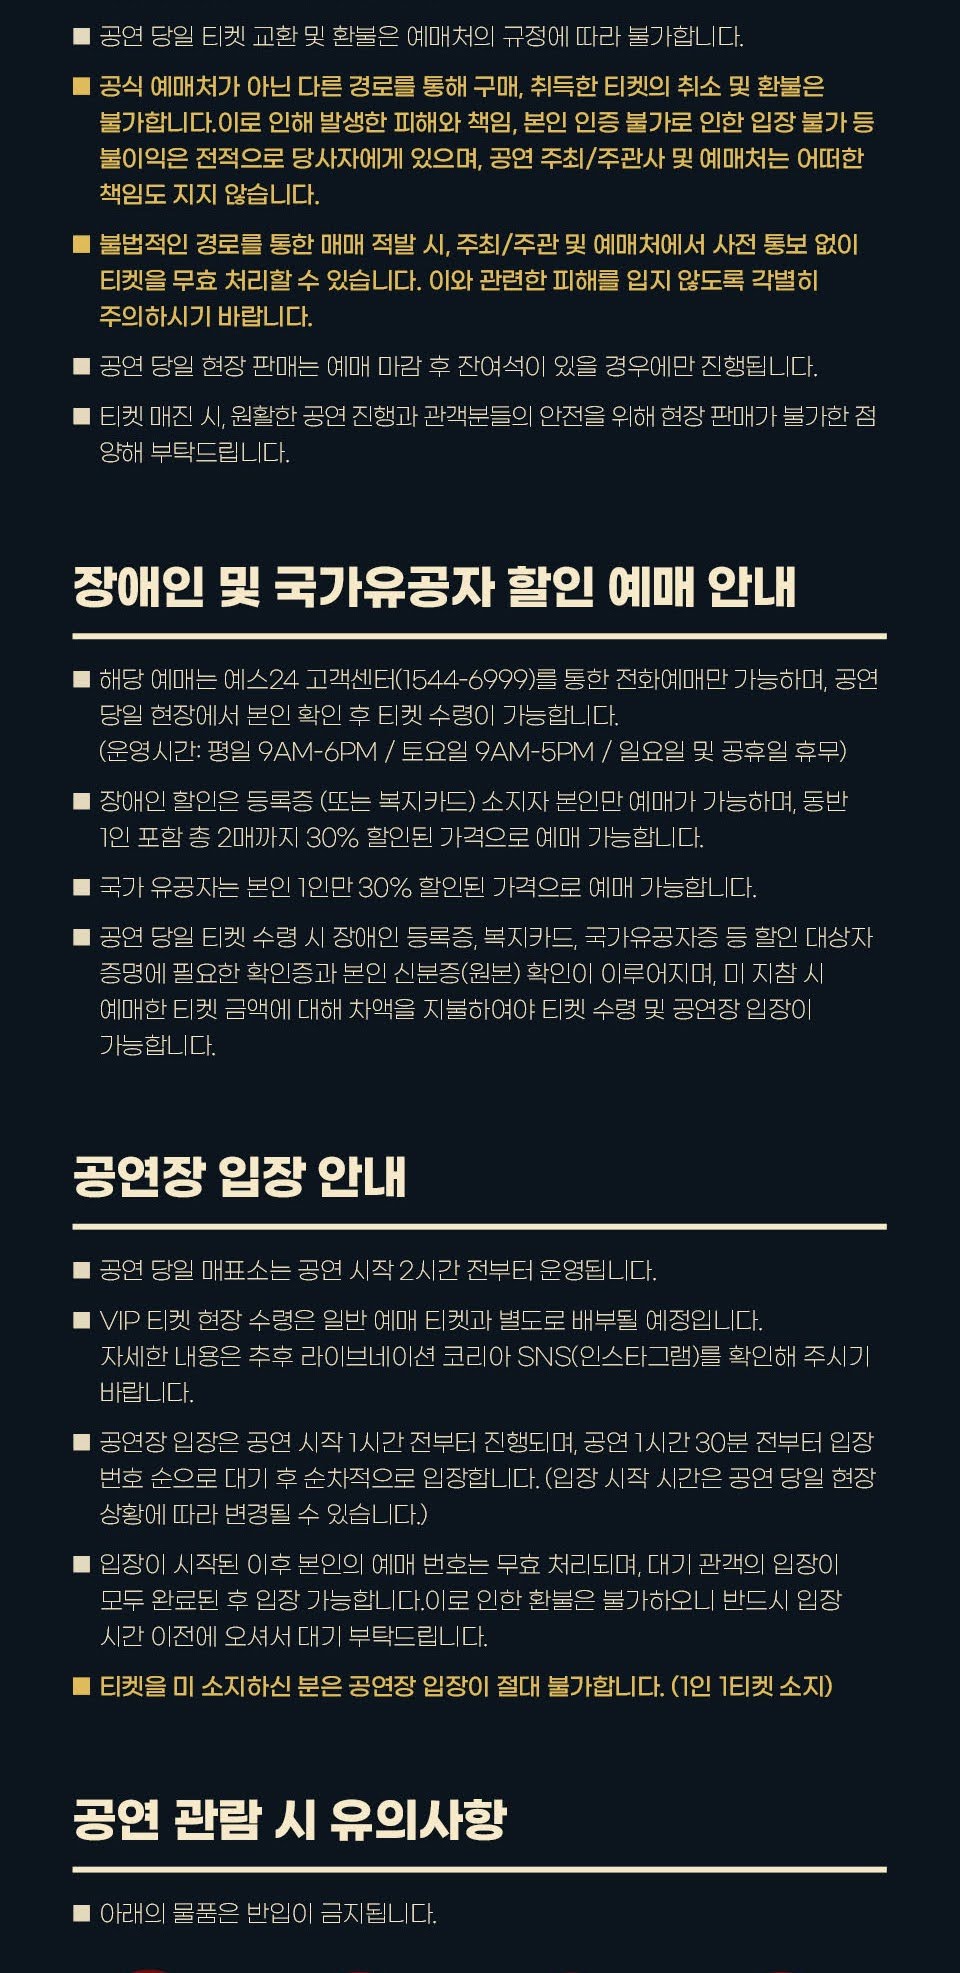 ■ 공연 당일 티켓 교환 및 환불은 예매처의 규정에 따라 불가합니다.
■ 공식 예매처가 아닌 다른 경로를 통해 구매, 취득한 티켓의 취소 및 환불은
불가합니다.이로 인해 발생한 피해와 책임, 본인 인증 불가로 인한 입장 불가 등
불이익은 전적으로 당사자에게 있으며, 공연 주최/주관사 및 예매처는 어떠한
책임도 지지 않습니다.
■ 불법적인 경로를 통한 매매 적발 시, 주최/주관 및 예매처에서 사전 통보 없이
티켓을 무효 처리할 수 있습니다. 이와 관련한 피해를 입지 않도록 각별히
주의하시기 바랍니다.
■ 공연 당일 현장 판매는 예매 마감 후 잔여석이 있을 경우에만 진행됩니다.
■ 티켓 매진 시, 원활한 공연 진행과 관객분들의 안전을 위해 현장 판매가 불가한 점
양해 부탁드립니다.
장애인 및 국가유공자 할인 예매 안내
■ 해당 예매는 예스24 고객센터(1544-6999)를 통한 전화예매만 가능하며, 공연
당일 현장에서 본인 확인 후 티켓 수령이 가능합니다.
(운영시간: 평일 9AM-6PM / 토요일 9AM-5PM / 일요일 및 공휴일 휴무)
■ 장애인 할인은 등록증 (또는 복지카드) 소지자 본인만 예매가 가능하며, 동반
1인 포함 총 2매까지 30% 할인된 가격으로 예매 가능합니다.
■ 국가 유공자는 본인 1인만 30% 할인된 가격으로 예매 가능합니다.
■ 공연 당일 티켓 수령 시 장애인 등록증, 복지카드, 국가유공자증 등 할인 대상자
증명에 필요한 확인증과 본인 신분증(원본) 확인이 이루어지며, 미 지참 시
예매한 티켓 금액에 대해 차액을 지불하여야 티켓 수령 및 공연장 입장이
가능합니다.
공연장 입장 안내
■ 공연 당일 매표소는 공연 시작 2시간 전부터 운영됩니다.
■ VIP 티켓 현장 수령은 일반 예매 티켓과 별도로 배부될 예정입니다.
자세한 내용은 추후 라이브네이션 코리아 SNS(인스타그램)를 확인해 주시기
바랍니다.
■ 공연장 입장은 공연 시작 1시간 전부터 진행되며, 공연 1시간 30분 전부터 입장
번호 순으로 대기 후 순차적으로 입장합니다. (입장 시작 시간은 공연 당일 현장
상황에 따라 변경될 수 있습니다.)
■ 입장이 시작된 이후 본인의 예매 번호는 무효 처리되며, 대기 관객의 입장이
모두 완료된 후 입장 가능합니다.이로 인한 환불은 불가하오니 반드시 입장
시간 이전에 오셔서 대기 부탁드립니다.
■ 티켓을 미 소지하신 분은 공연장 입장이 절대 불가합니다. (1인 1티켓 소지)
공연 관람 시 유의사항
■ 아래의 물품은 반입이 금지됩니다.